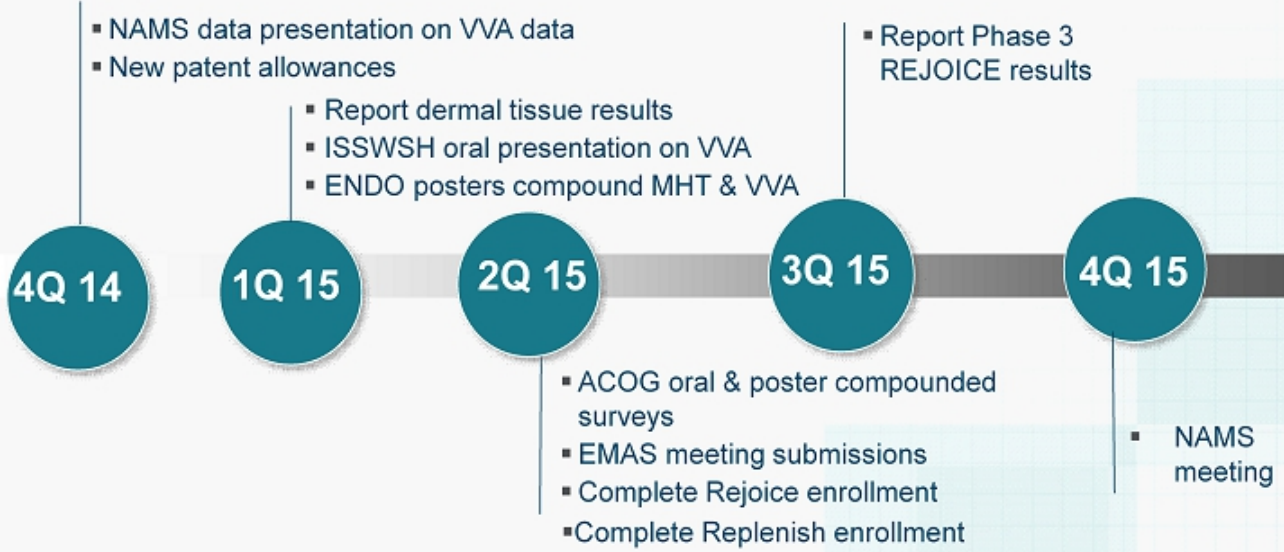 ▪ NAMS data presentation on VVA data
▪ New patent allowances
▪ Report dermal tissue results
▪ ISSWSH oral presentation on VVA
▪ ENDO posters compound MHT & VVA
▪ Report Phase 3
REJOICE results
4Q 14
1Q 15
2Q 15
3Q 15
4Q 15
▪ ACOG oral & poster compounded
surveys
▪ EMAS meeting submissions
▪ Complete Rejoice enrollment
▪Complete Replenish enrollment
▪ NAMS
meeting